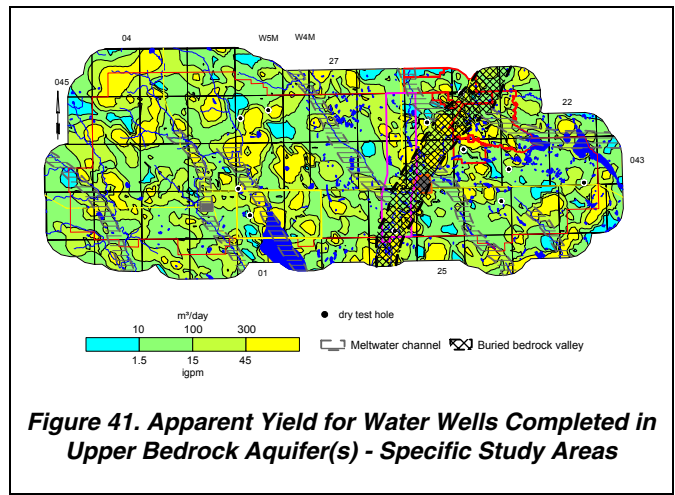 04
W5M W4M
27
045
22
043
01
25
m³/day
dry test hole
10 100 300
Meltwater channel
Buried bedrock valley
1.5 15 45
igpm
Figure 41. Apparent Yield for Water Wells Completed in
Upper Bedrock Aquifer(s) - Specific Study Areas